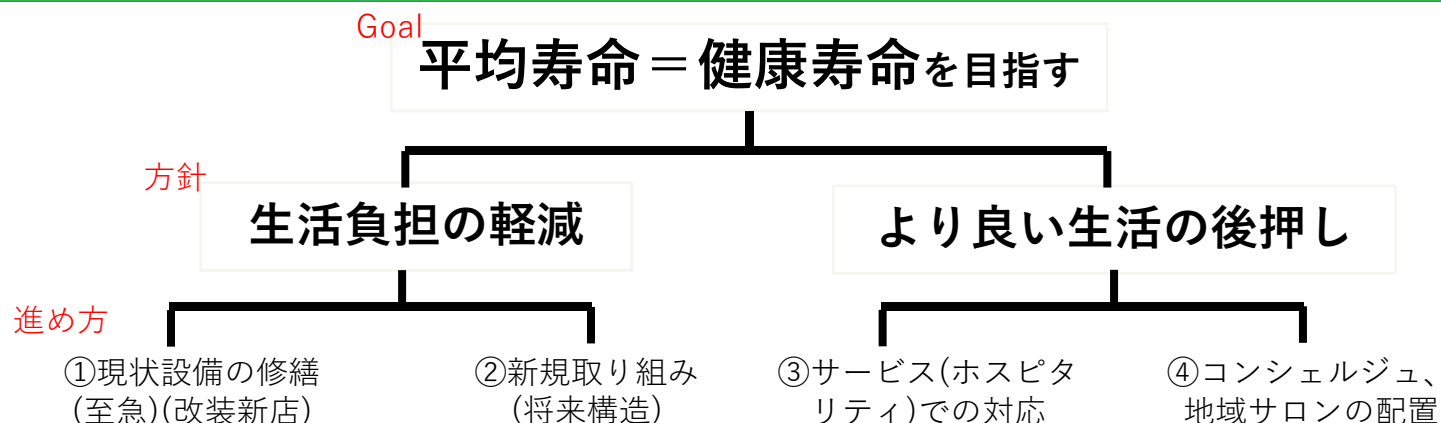 Goal
平均寿命＝健康寿命を目指す
方針
生活負担の軽減
より良い生活の後押し
進め方
①現状設備の修繕
(至急)(改装新店)
②新規取り組み
(将来構造)
③サービス(ホスピタ
リティ)での対応
④コンシェルジュ、
地域サロンの配置